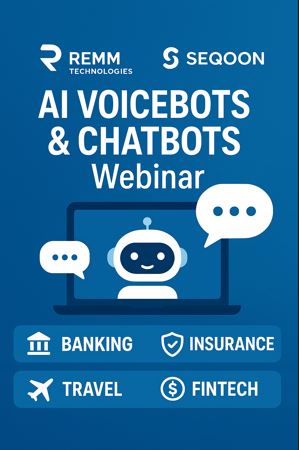 REMM
TECHNOLOGIES
SEQOON
AI VOICEBOTS
& CHATBOTS
Webinar
BANKING
INSURANCE
TRAVEL
$ FINTECH